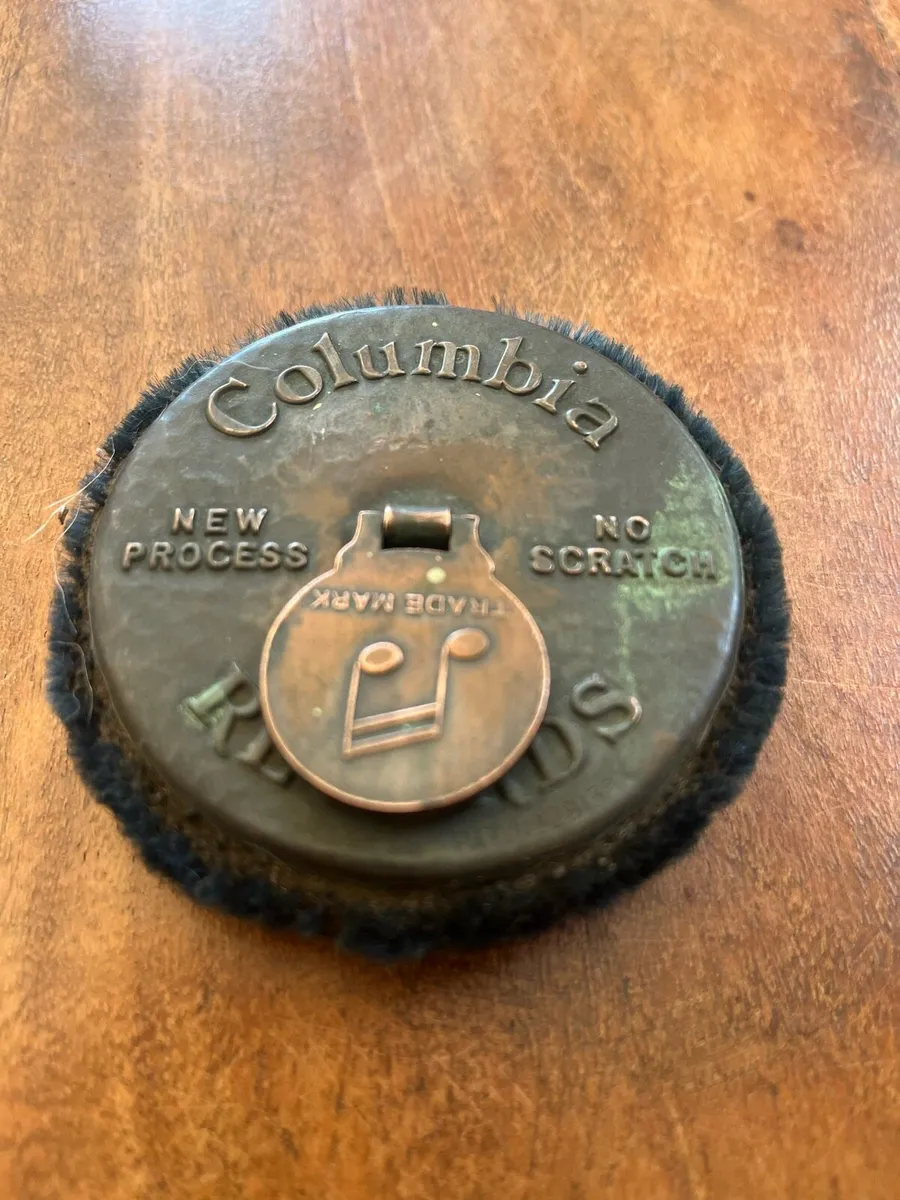 Columbia
NEW
PROCESS
NO
SCRATCH
TRADE MARK